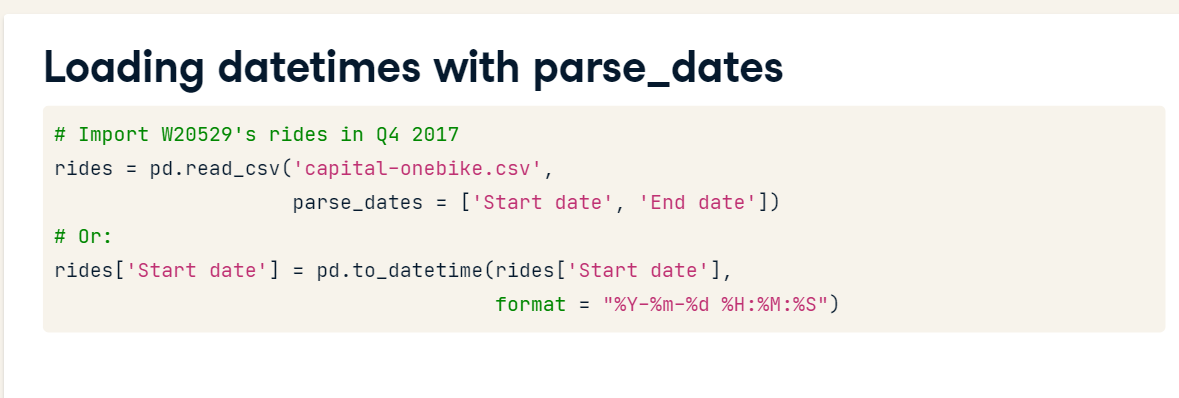 Loading datetimes with parse_dates
# Import W20529's rides in Q4 2017
rides = pd.read_csv('capital-onebike.csv',
parse_dates = ['Start date', 'End date'])
# Or:
rides['Start date'] = pd.to_datetime(rides['Start date'],
format = "%Y-%m-%d %H:%M:%S")